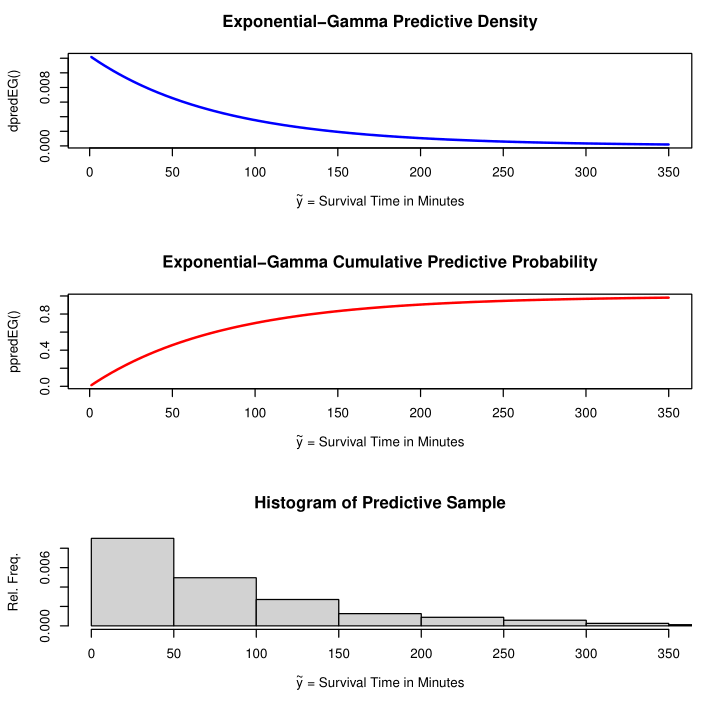 Exponential−Gamma Predictive Density
dpredEG()
0.008
0.000
0 50 100 150 200 250 300 350
ỹ = Survival Time in Minutes
Exponential−Gamma Cumulative Predictive Probability
ppredEG()
0.8
0.4
0.0
0 50 100 150 200 250 300 350
ỹ = Survival Time in Minutes
Histogram of Predictive Sample
Rel. Freq.
0.006
0.000
0 50 100 150 200 250 300 350
ỹ = Survival Time in Minutes